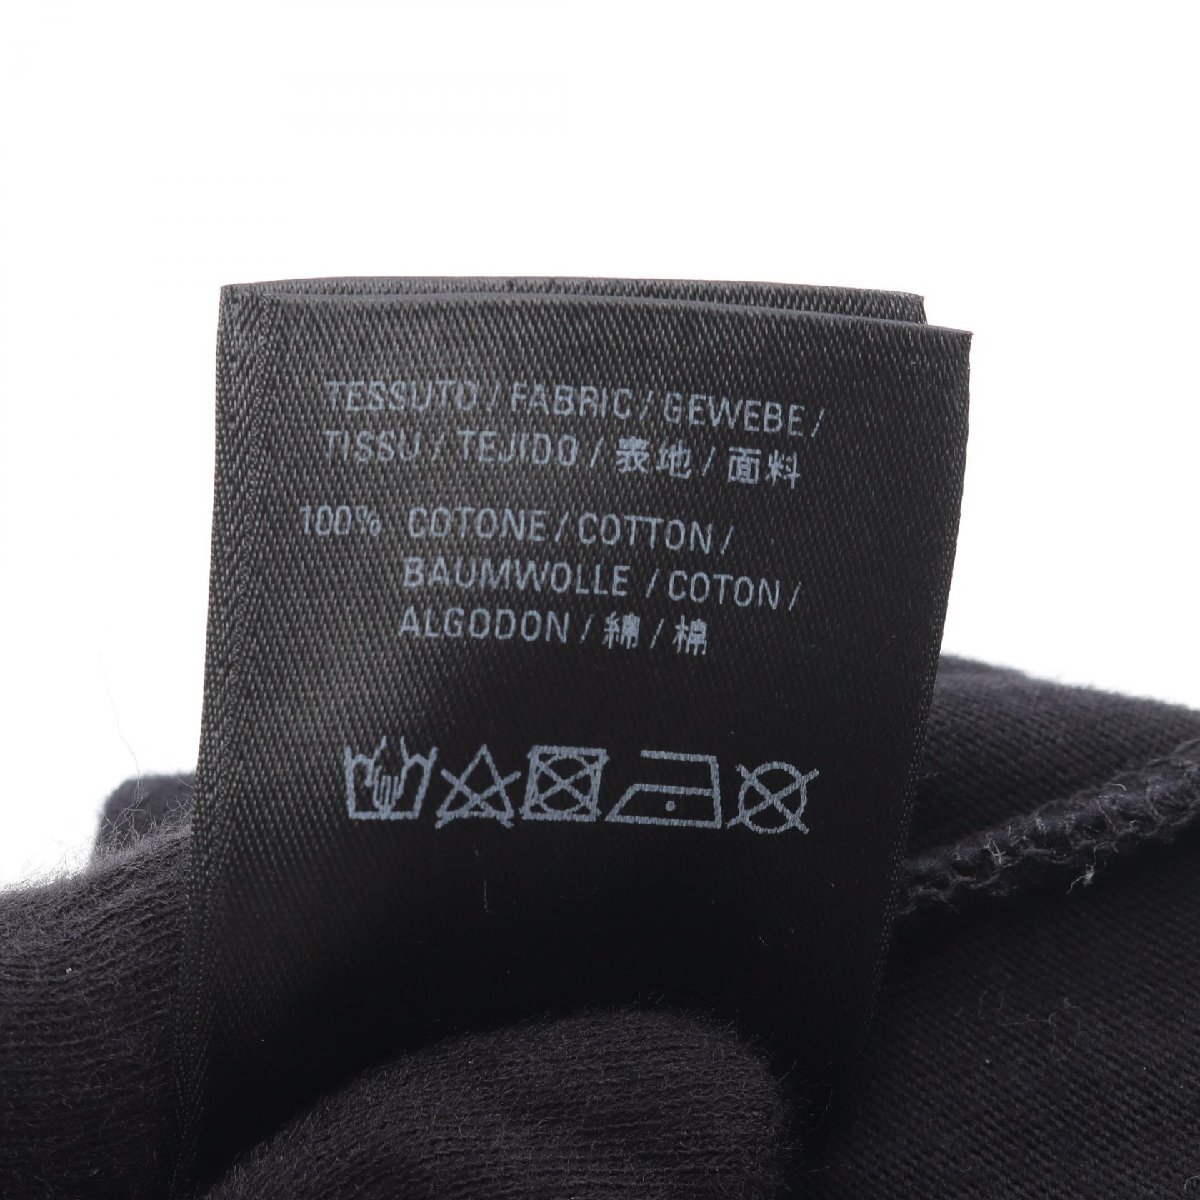 TESSUTO / FABRIC / GEWEBE /
TISSU / TEJIDO / 表地 / 面料
100% COTONE / COTTON /
BAUMWOLLE / COTON /
ALGODON / 綿 / 棉